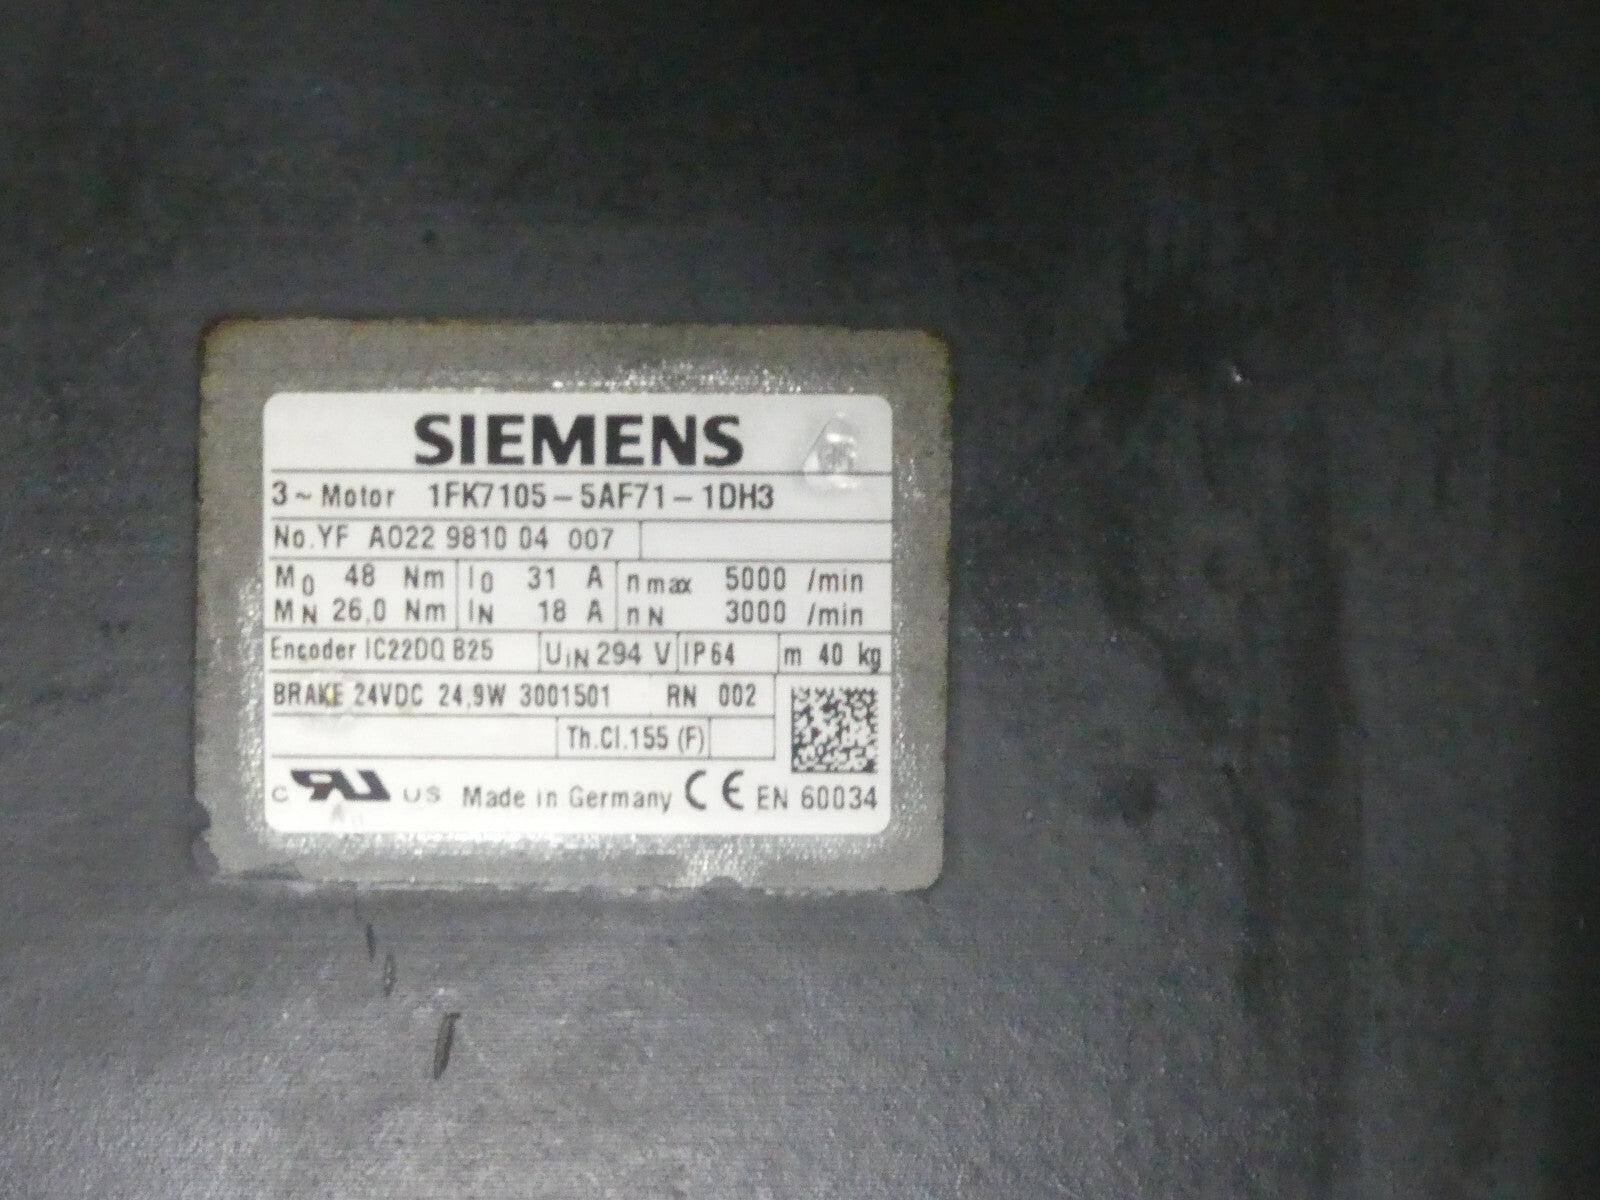 SIEMENS
3~Motor 1FK7105-5AF71-1DH3
No.YF A022 9810 04 007
M0 48 Nm I0 31 A n max 5000 /min
MN 26,0 Nm IN 18 A n N 3000 /min
Encoder IC22DQ B25 UIN 294 V IP64 m 40 kg
BRAKE 24VDC 24,9W 3001501 RN 002
Th.Cl.155 (F)
C RU US Made in Germany CE EN 60034